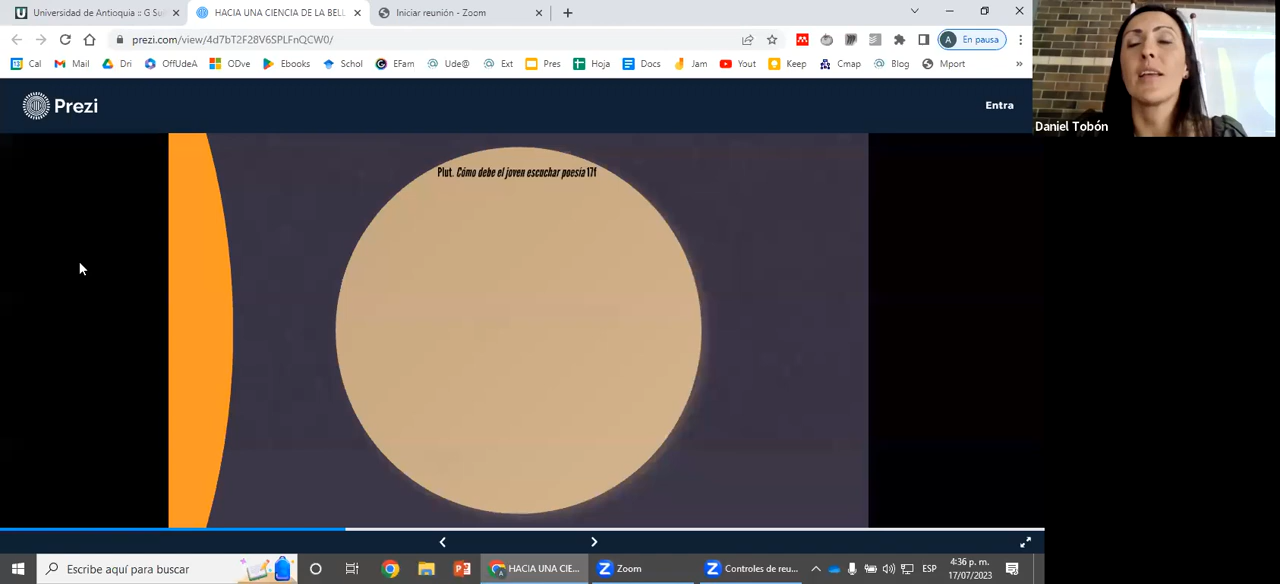 Universidad de Antioquia :: G Su
HACIA UNA CIENCIA DE LA BELL
Iniciar reunión - Zoom
prezi.com/view/4d7bT2F28V6SPLFnQCW0/
A En pausa
Cal Mail Dri OffUdeA ODve Ebooks Schol EFam Ude@ Ext Pres Hoja Docs Jam Yout Keep Cmap Blog Mport »
Prezi
Entra
Daniel Tobón
Plut. Cómo debe el joven escuchar poesía 17f
Escribe aquí para buscar
HACIA UNA CIE...
Zoom
Controles de reu...
ESP
4:36 p. m.
17/07/2023